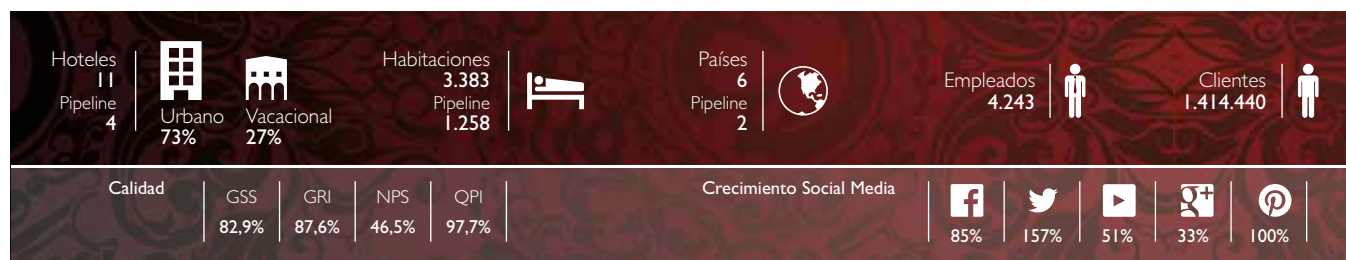 Hoteles
11
Pipeline
4
Urbano
73%
Vacacional
27%
Habitaciones
3.383
Pipeline
1.258
Países
6
Pipeline
2
Empleados
4.243
Clientes
1.414.440
Calidad
GSS
82,9%
GRI
87,6%
NPS
46,5%
QPI
97,7%
Crecimiento Social Media
85%
157%
51%
33%
100%